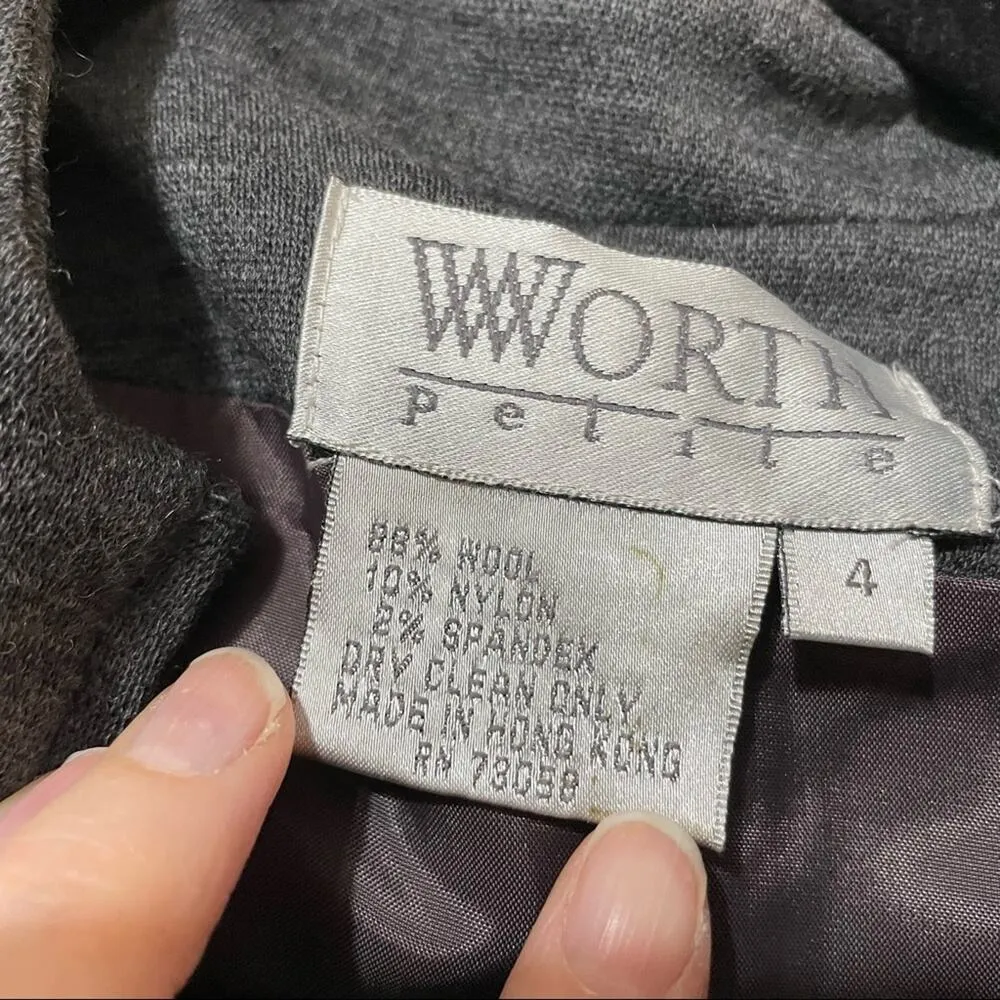 WORTH
Petite
88% WOOL
10% NYLON
2% SPANDEX
DRY CLEAN ONLY
MADE IN HONG KONG
RN 73058
4